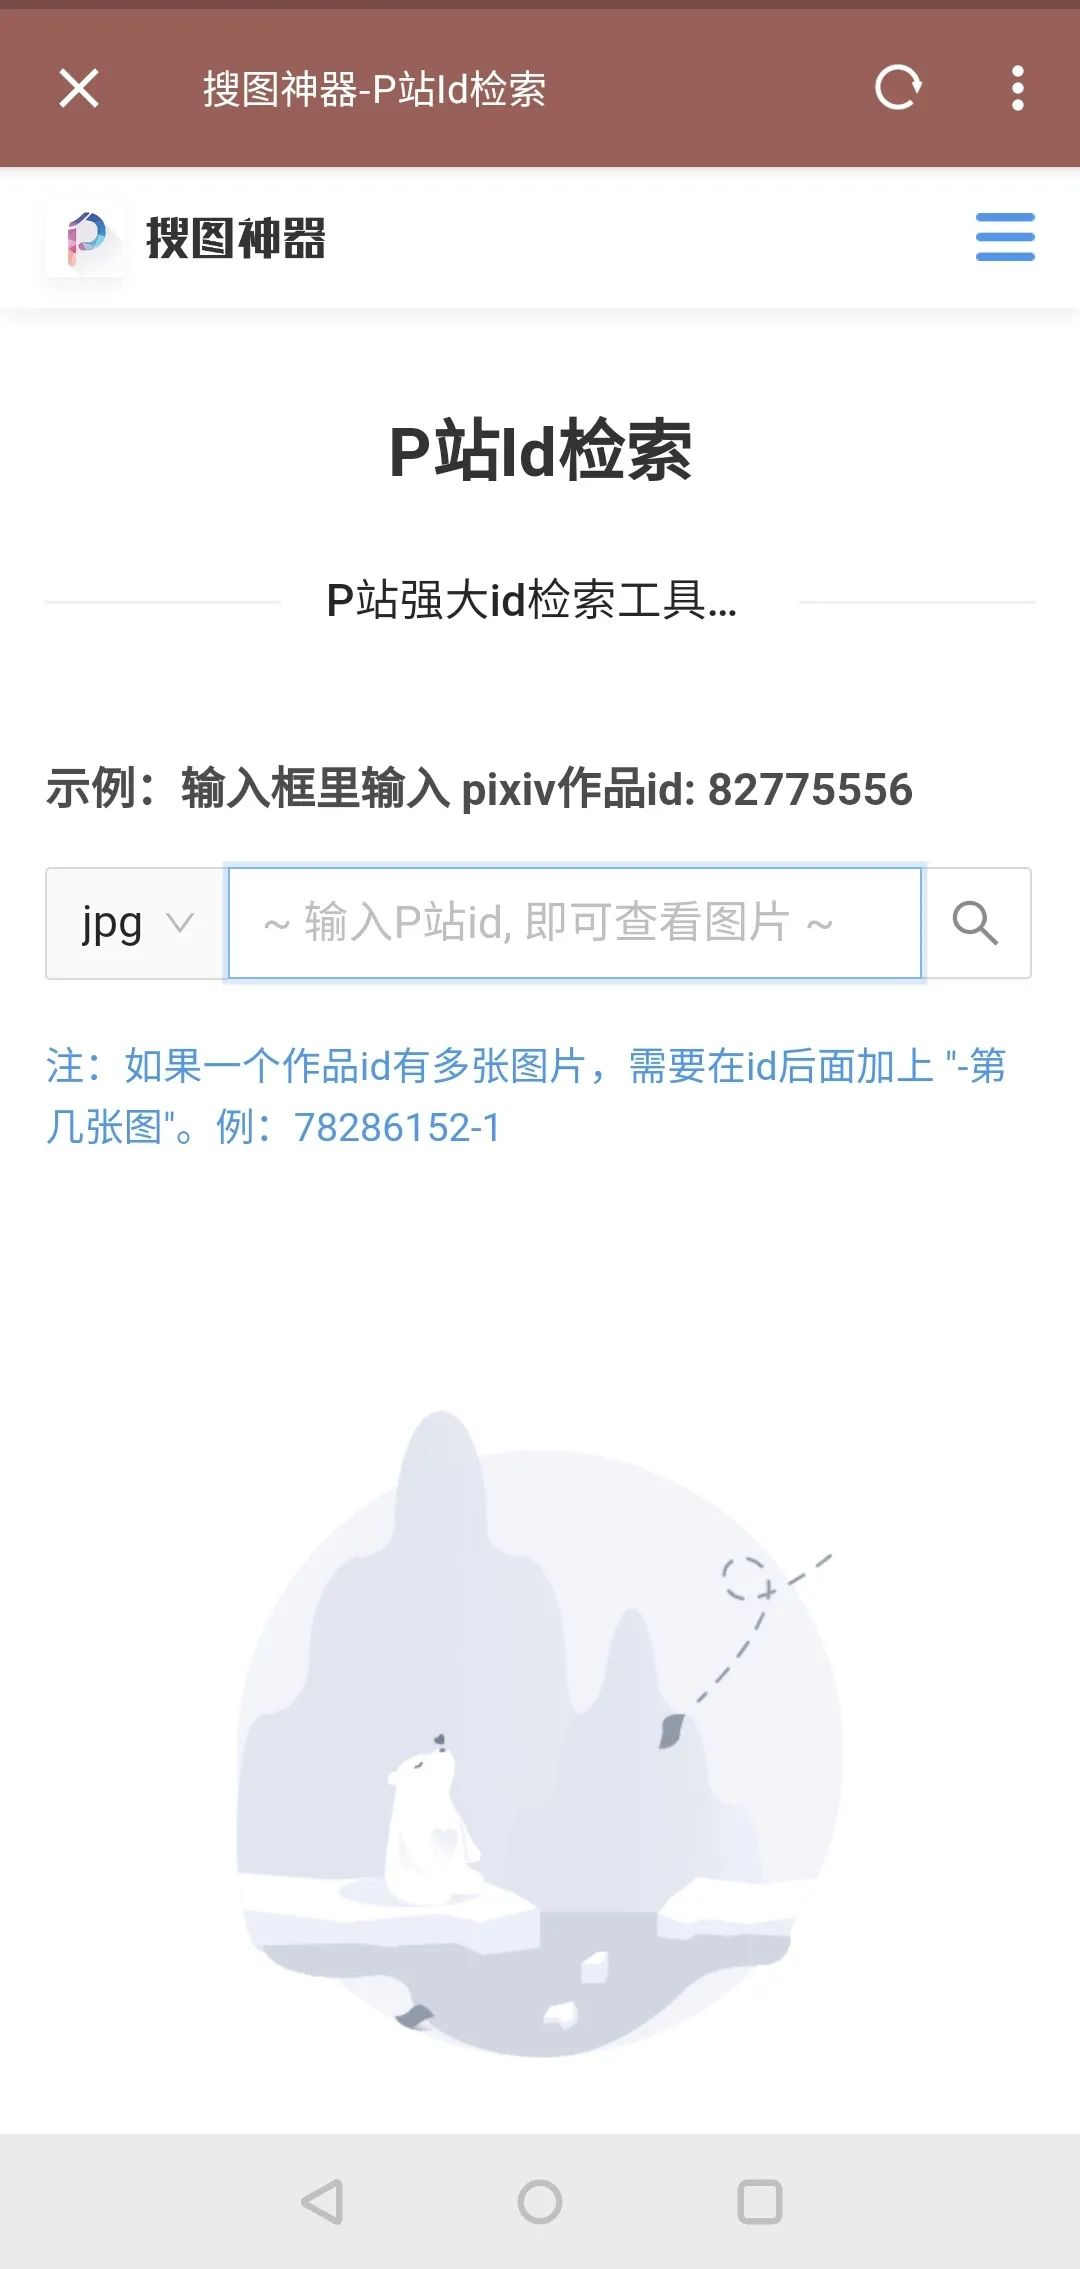 搜图神器-P站Id检索
搜图神器
P站Id检索
P站强大id检索工具...
示例：输入框里输入 pixiv作品id: 82775556
jpg
~ 输入P站id, 即可查看图片 ~
注：如果一个作品id有多张图片，需要在id后面加上 "-第
几张图"。例：78286152-1